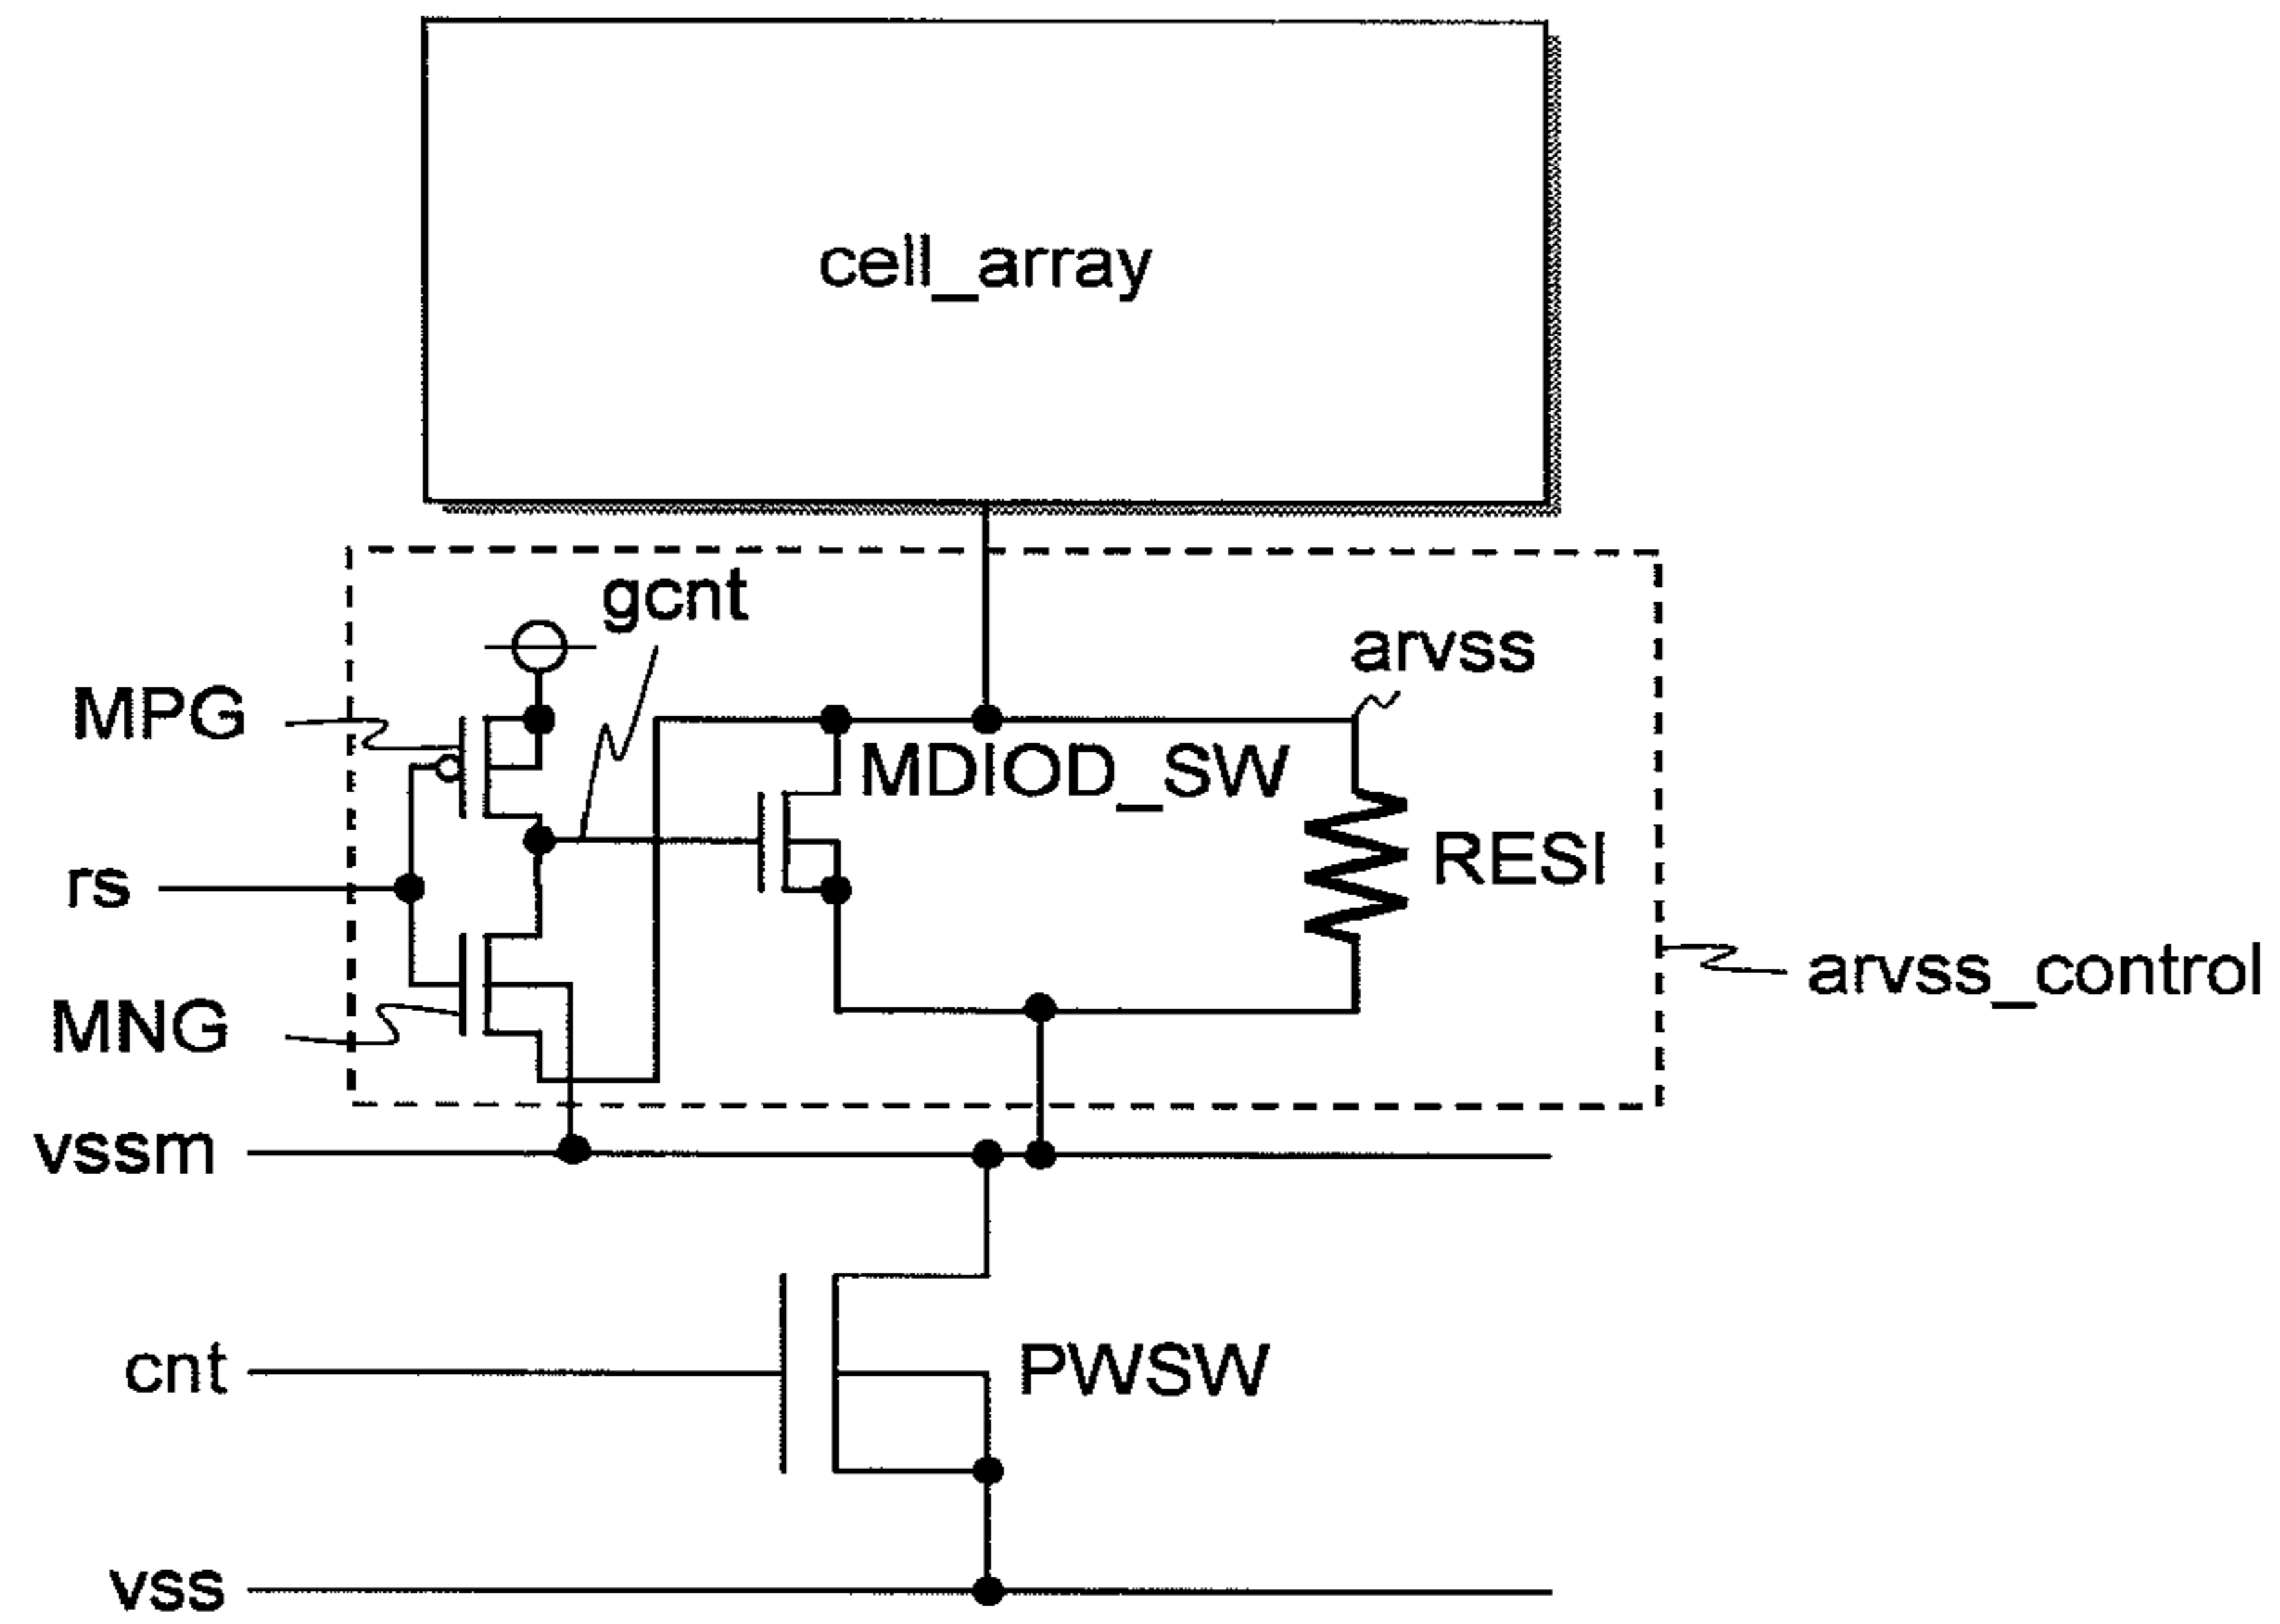 cell_array
gcnt
arvss
MPG
MDIOD_SW
RESI
rs
arvss_control
MNG
vssm
cnt
PWSW
vss